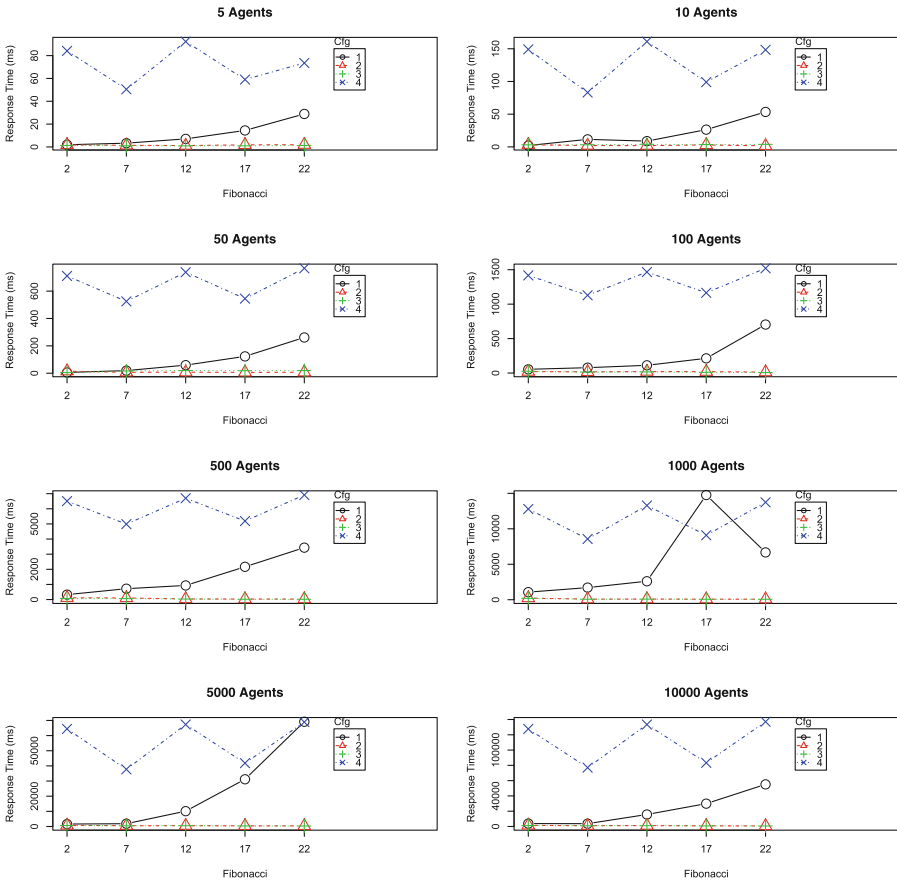 5 Agents
Response Time (ms)
80
60
40
20
0
2 7 12 17 22
Fibonacci
Cfg
1
2
3
4
10 Agents
Response Time (ms)
150
100
50
0
2 7 12 17 22
Fibonacci
Cfg
1
2
3
4
50 Agents
Response Time (ms)
600
400
200
0
2 7 12 17 22
Fibonacci
Cfg
1
2
3
4
100 Agents
Response Time (ms)
1500
1000
500
0
2 7 12 17 22
Fibonacci
Cfg
1
2
3
4
500 Agents
Response Time (ms)
5000
2000
0
2 7 12 17 22
Fibonacci
Cfg
1
2
3
4
1000 Agents
Response Time (ms)
10000
5000
0
2 7 12 17 22
Fibonacci
Cfg
1
2
3
4
5000 Agents
Response Time (ms)
50000
20000
0
2 7 12 17 22
Fibonacci
Cfg
1
2
3
4
10000 Agents
Response Time (ms)
100000
40000
0
2 7 12 17 22
Fibonacci
Cfg
1
2
3
4